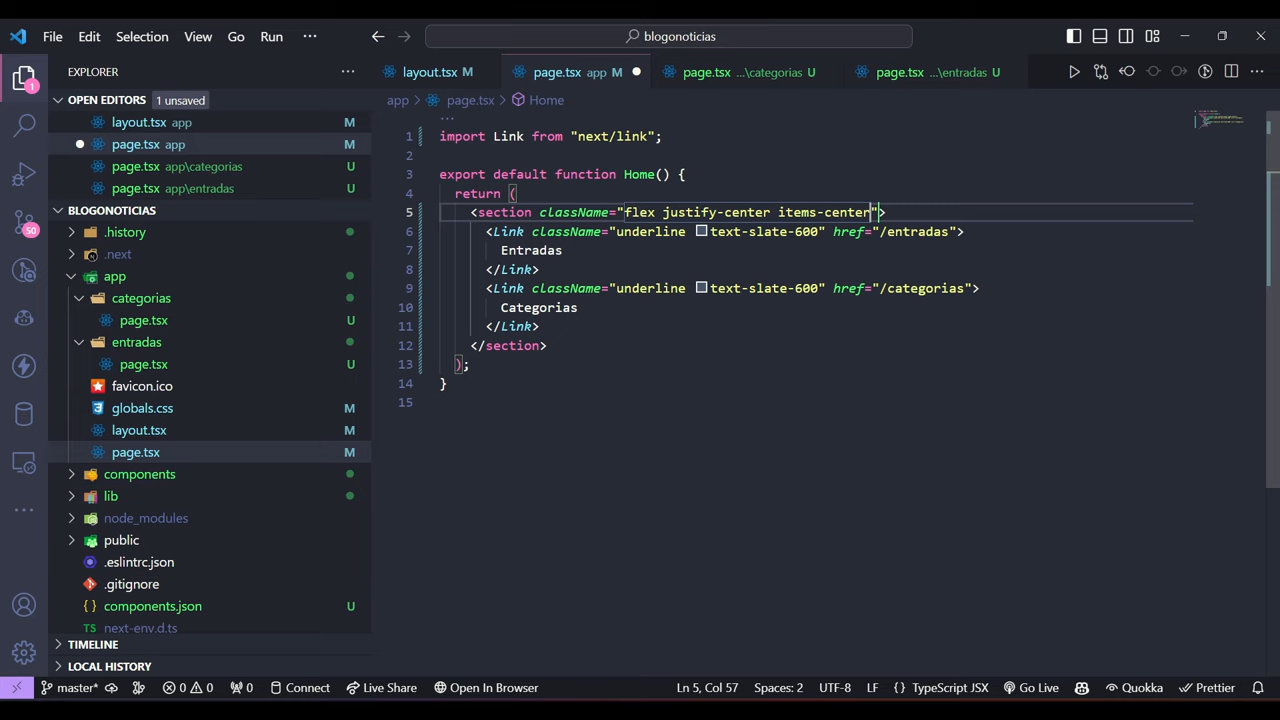 File Edit Selection View Go Run ··· blogonoticias
EXPLORER ···
OPEN EDITORS 1 unsaved
layout.tsx app M
page.tsx app M
page.tsx app\categorias U
page.tsx app\entradas U
BLOGONOTICIAS
.history
.next
app
categorias
page.tsx U
entradas
page.tsx U
favicon.ico
globals.css M
layout.tsx M
page.tsx M
components
lib
node_modules
public
.eslintrc.json
.gitignore
components.json U
next-env.d.ts
TIMELINE
LOCAL HISTORY
1
50
layout.tsx M page.tsx app M page.tsx ...\categorias U page.tsx ...\entradas U
app page.tsx Home
1 import Link from "next/link";
2
3 export default function Home() {
4 return (
5 <section className="flex justify-center items-center">
6 <Link className="underline text-slate-600" href="/entradas">
7 Entradas
8 </Link>
9 <Link className="underline text-slate-600" href="/categorias">
10 Categorias
11 </Link>
12 </section>
13 );
14 }
15
master* 0 0 0 Connect Live Share Open In Browser Ln 5, Col 57 Spaces: 2 UTF-8 LF { } TypeScript JSX Go Live Quokka Prettier